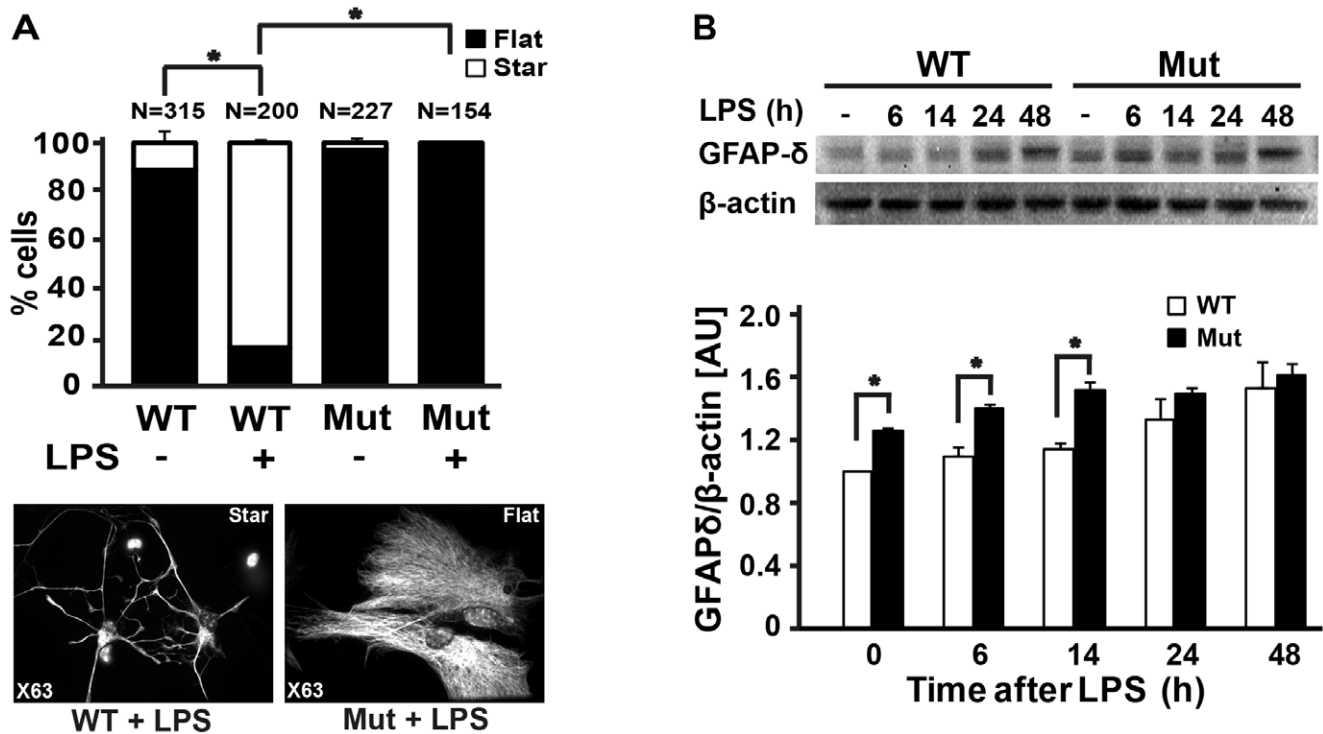 A
*
*
Flat
Star
N=315 N=200 N=227 N=154
100
80
60
40
20
0
% cells
WT WT Mut Mut
LPS - + - +
Star
X63
WT + LPS
Flat
X63
Mut + LPS
B
WT Mut
LPS (h) - 6 14 24 48 - 6 14 24 48
GFAP-δ
β-actin
WT
Mut
* * *
2.0
1.6
1.2
0.8
0.4
0
GFAPδ/β-actin [AU]
0 6 14 24 48
Time after LPS (h)